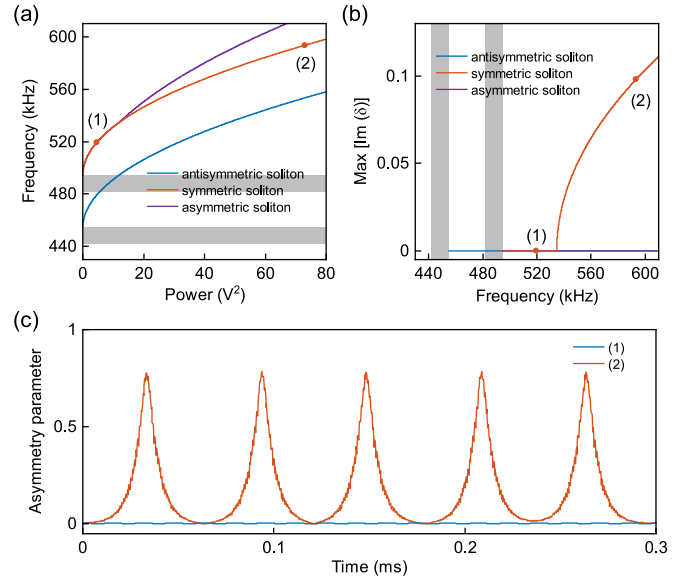 (a)
600
560
520
480
440
Frequency (kHz)
(1)
(2)
antisymmetric soliton
symmetric soliton
asymmetric soliton
0
20
40
60
80
Power (V²)
(b)
0.1
0.05
0
Max [Im (δ)]
antisymmetric soliton
symmetric soliton
asymmetric soliton
(2)
(1)
440
480
520
560
600
Frequency (kHz)
(c)
1
0.5
0
Asymmetry parameter
(1)
(2)
0
0.1
0.2
0.3
Time (ms)